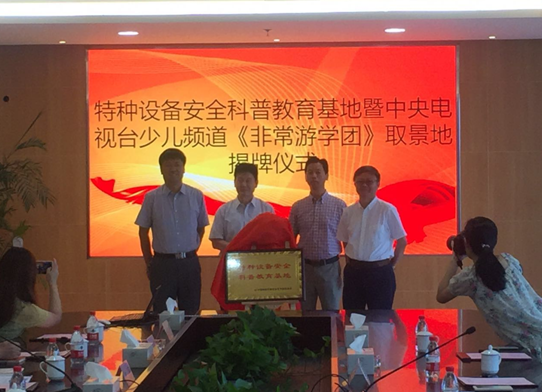 特种设备安全科普教育基地暨中央电
视台少儿频道《非常游学团》取景地
揭牌仪式
特种设备安全
科普教育基地